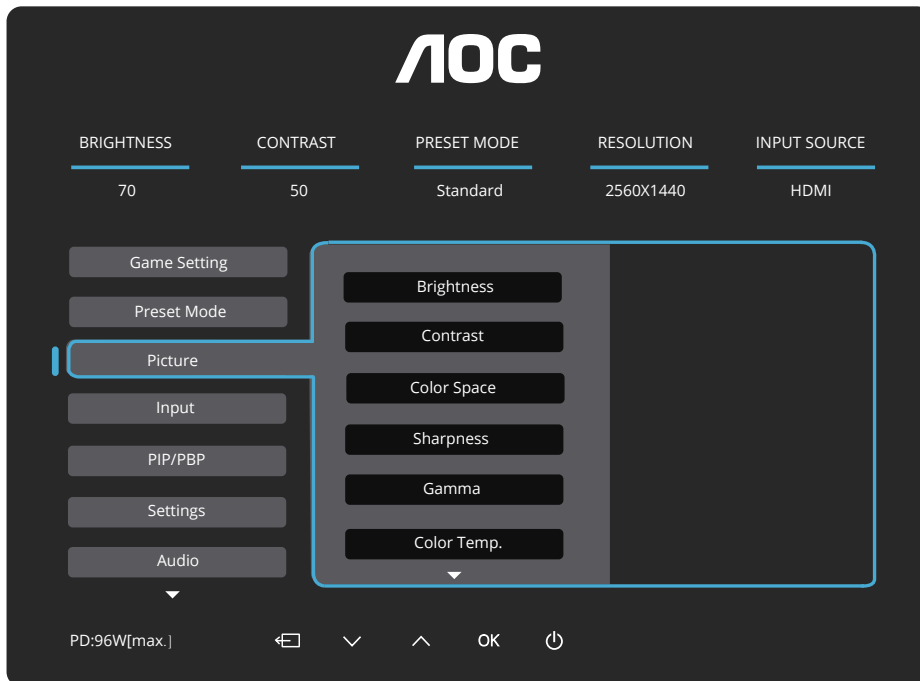 AOC
BRIGHTNESS CONTRAST PRESET MODE RESOLUTION INPUT SOURCE
70 50 Standard 2560X1440 HDMI
Game Setting
Preset Mode
Picture
Input
PIP/PBP
Settings
Audio
Brightness
Contrast
Color Space
Sharpness
Gamma
Color Temp.
PD:96W[max.] OK